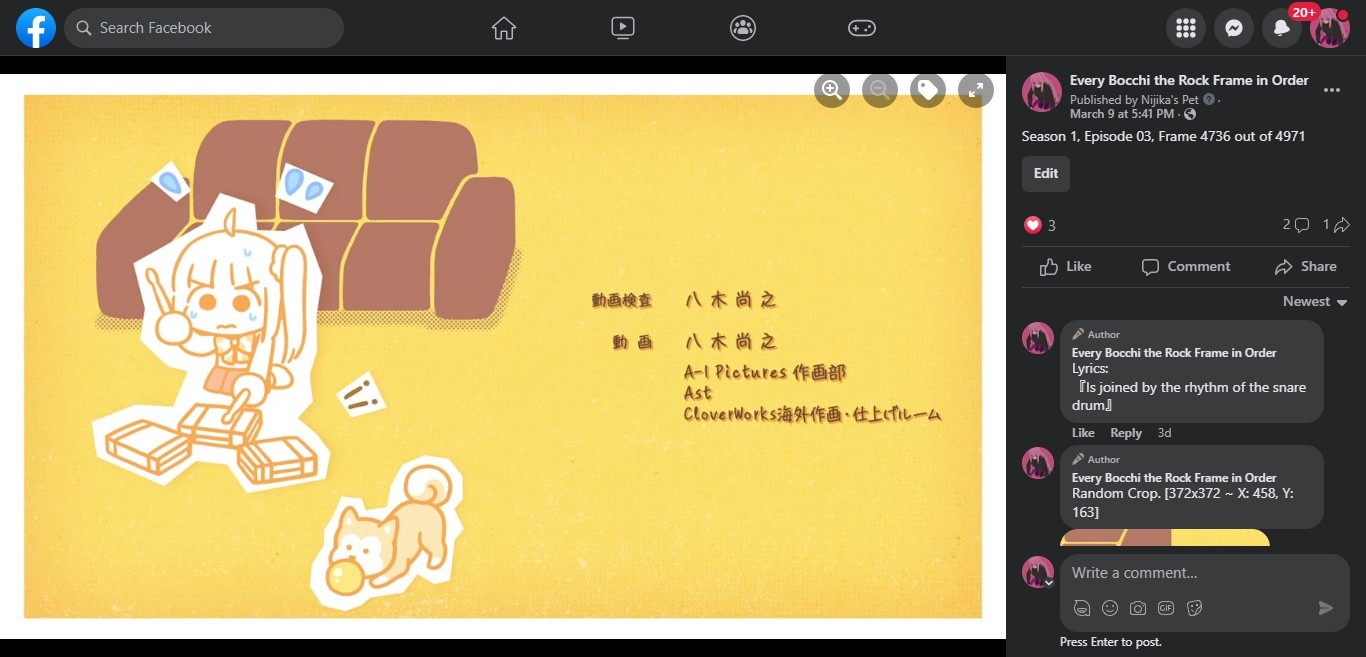 Search Facebook
20+
動画検査 八木尚之
動画 八木尚之
A-1 Pictures 作画部
Ast
CloverWorks海外作画・仕上げルーム
Every Bocchi the Rock Frame in Order
Published by Nijika's Pet ·
March 9 at 5:41 PM ·
Season 1, Episode 03, Frame 4736 out of 4971
Edit
3
2
1
Like
Comment
Share
Newest
Author
Every Bocchi the Rock Frame in Order
Lyrics:
『Is joined by the rhythm of the snare
drum』
Like Reply 3d
Author
Every Bocchi the Rock Frame in Order
Random Crop. [372x372 ~ X: 458, Y:
163]
Write a comment...
GIF
Press Enter to post.